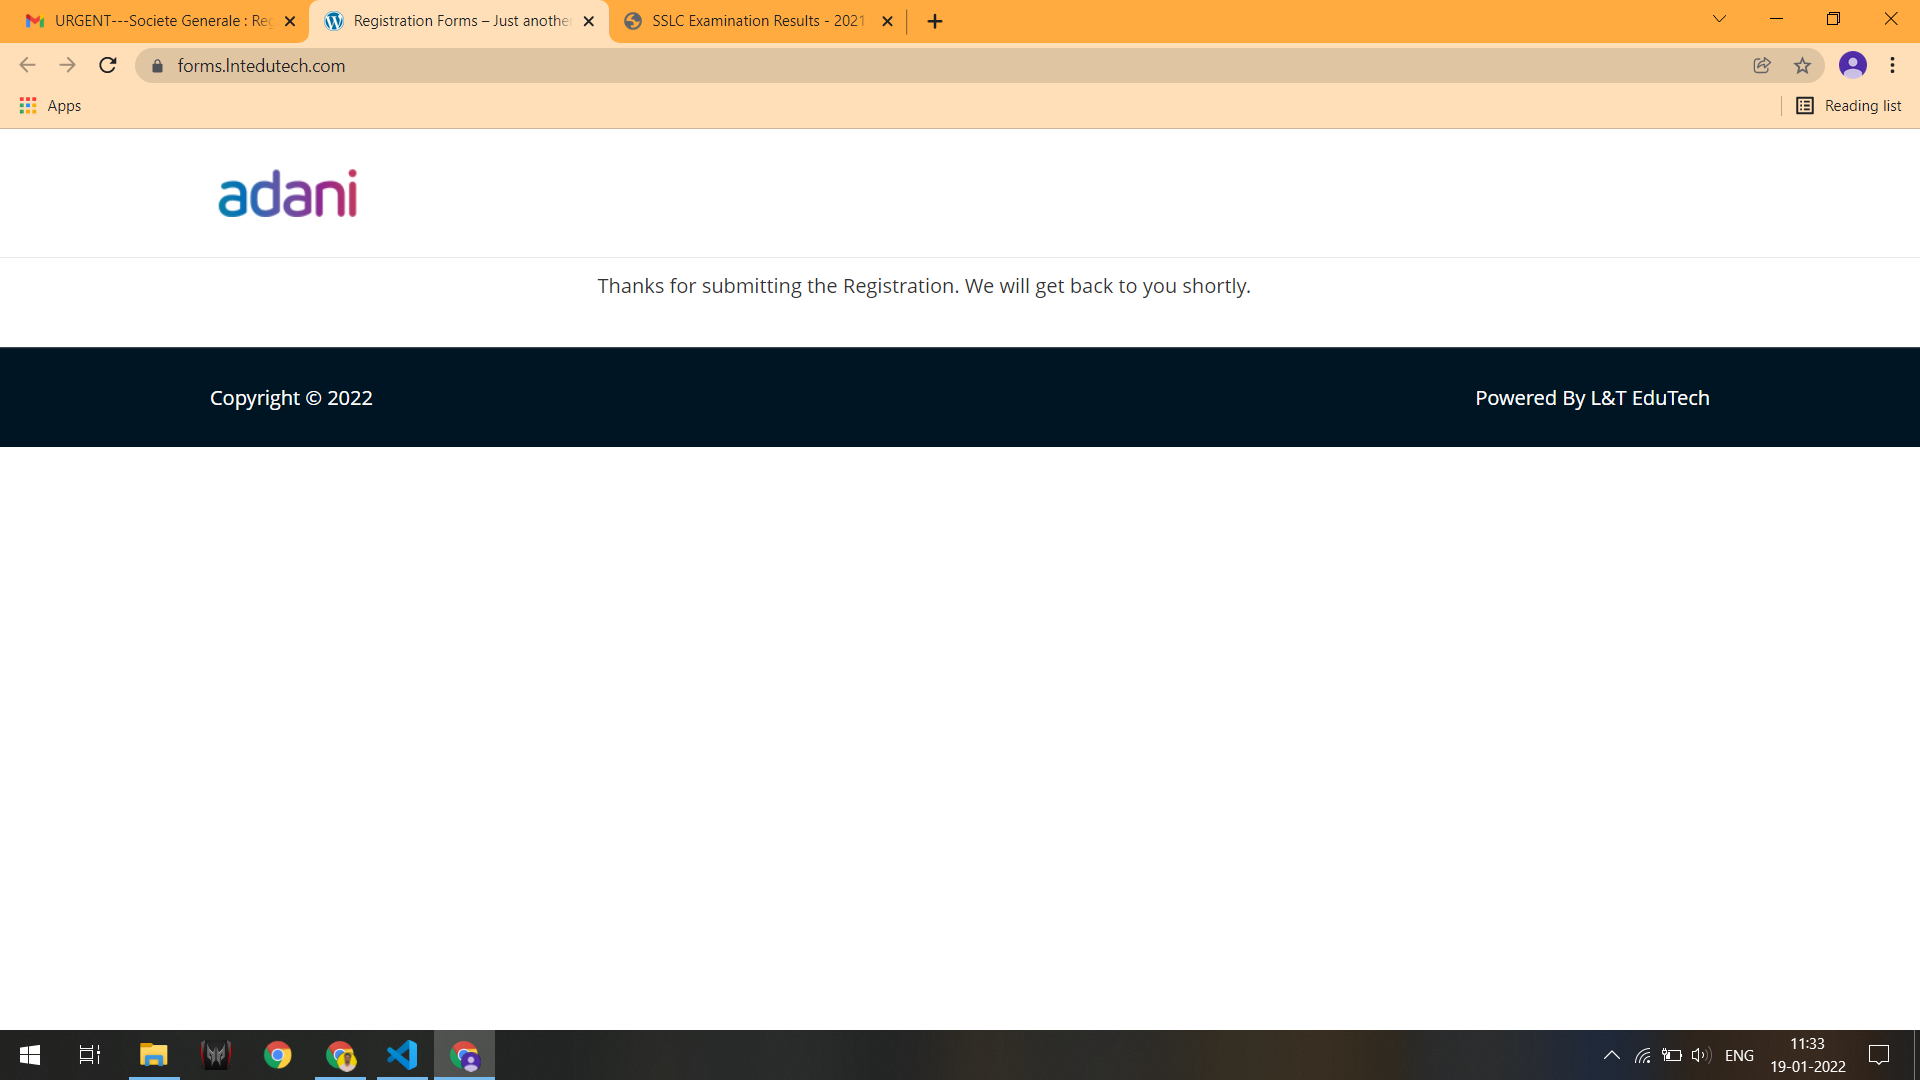 URGENT---Societe Generale : Reg
Registration Forms – Just another
SSLC Examination Results - 2021
forms.lntedutech.com
Apps
Reading list
adani
Thanks for submitting the Registration. We will get back to you shortly.
Copyright © 2022
Powered By L&T EduTech
ENG
11:33
19-01-2022